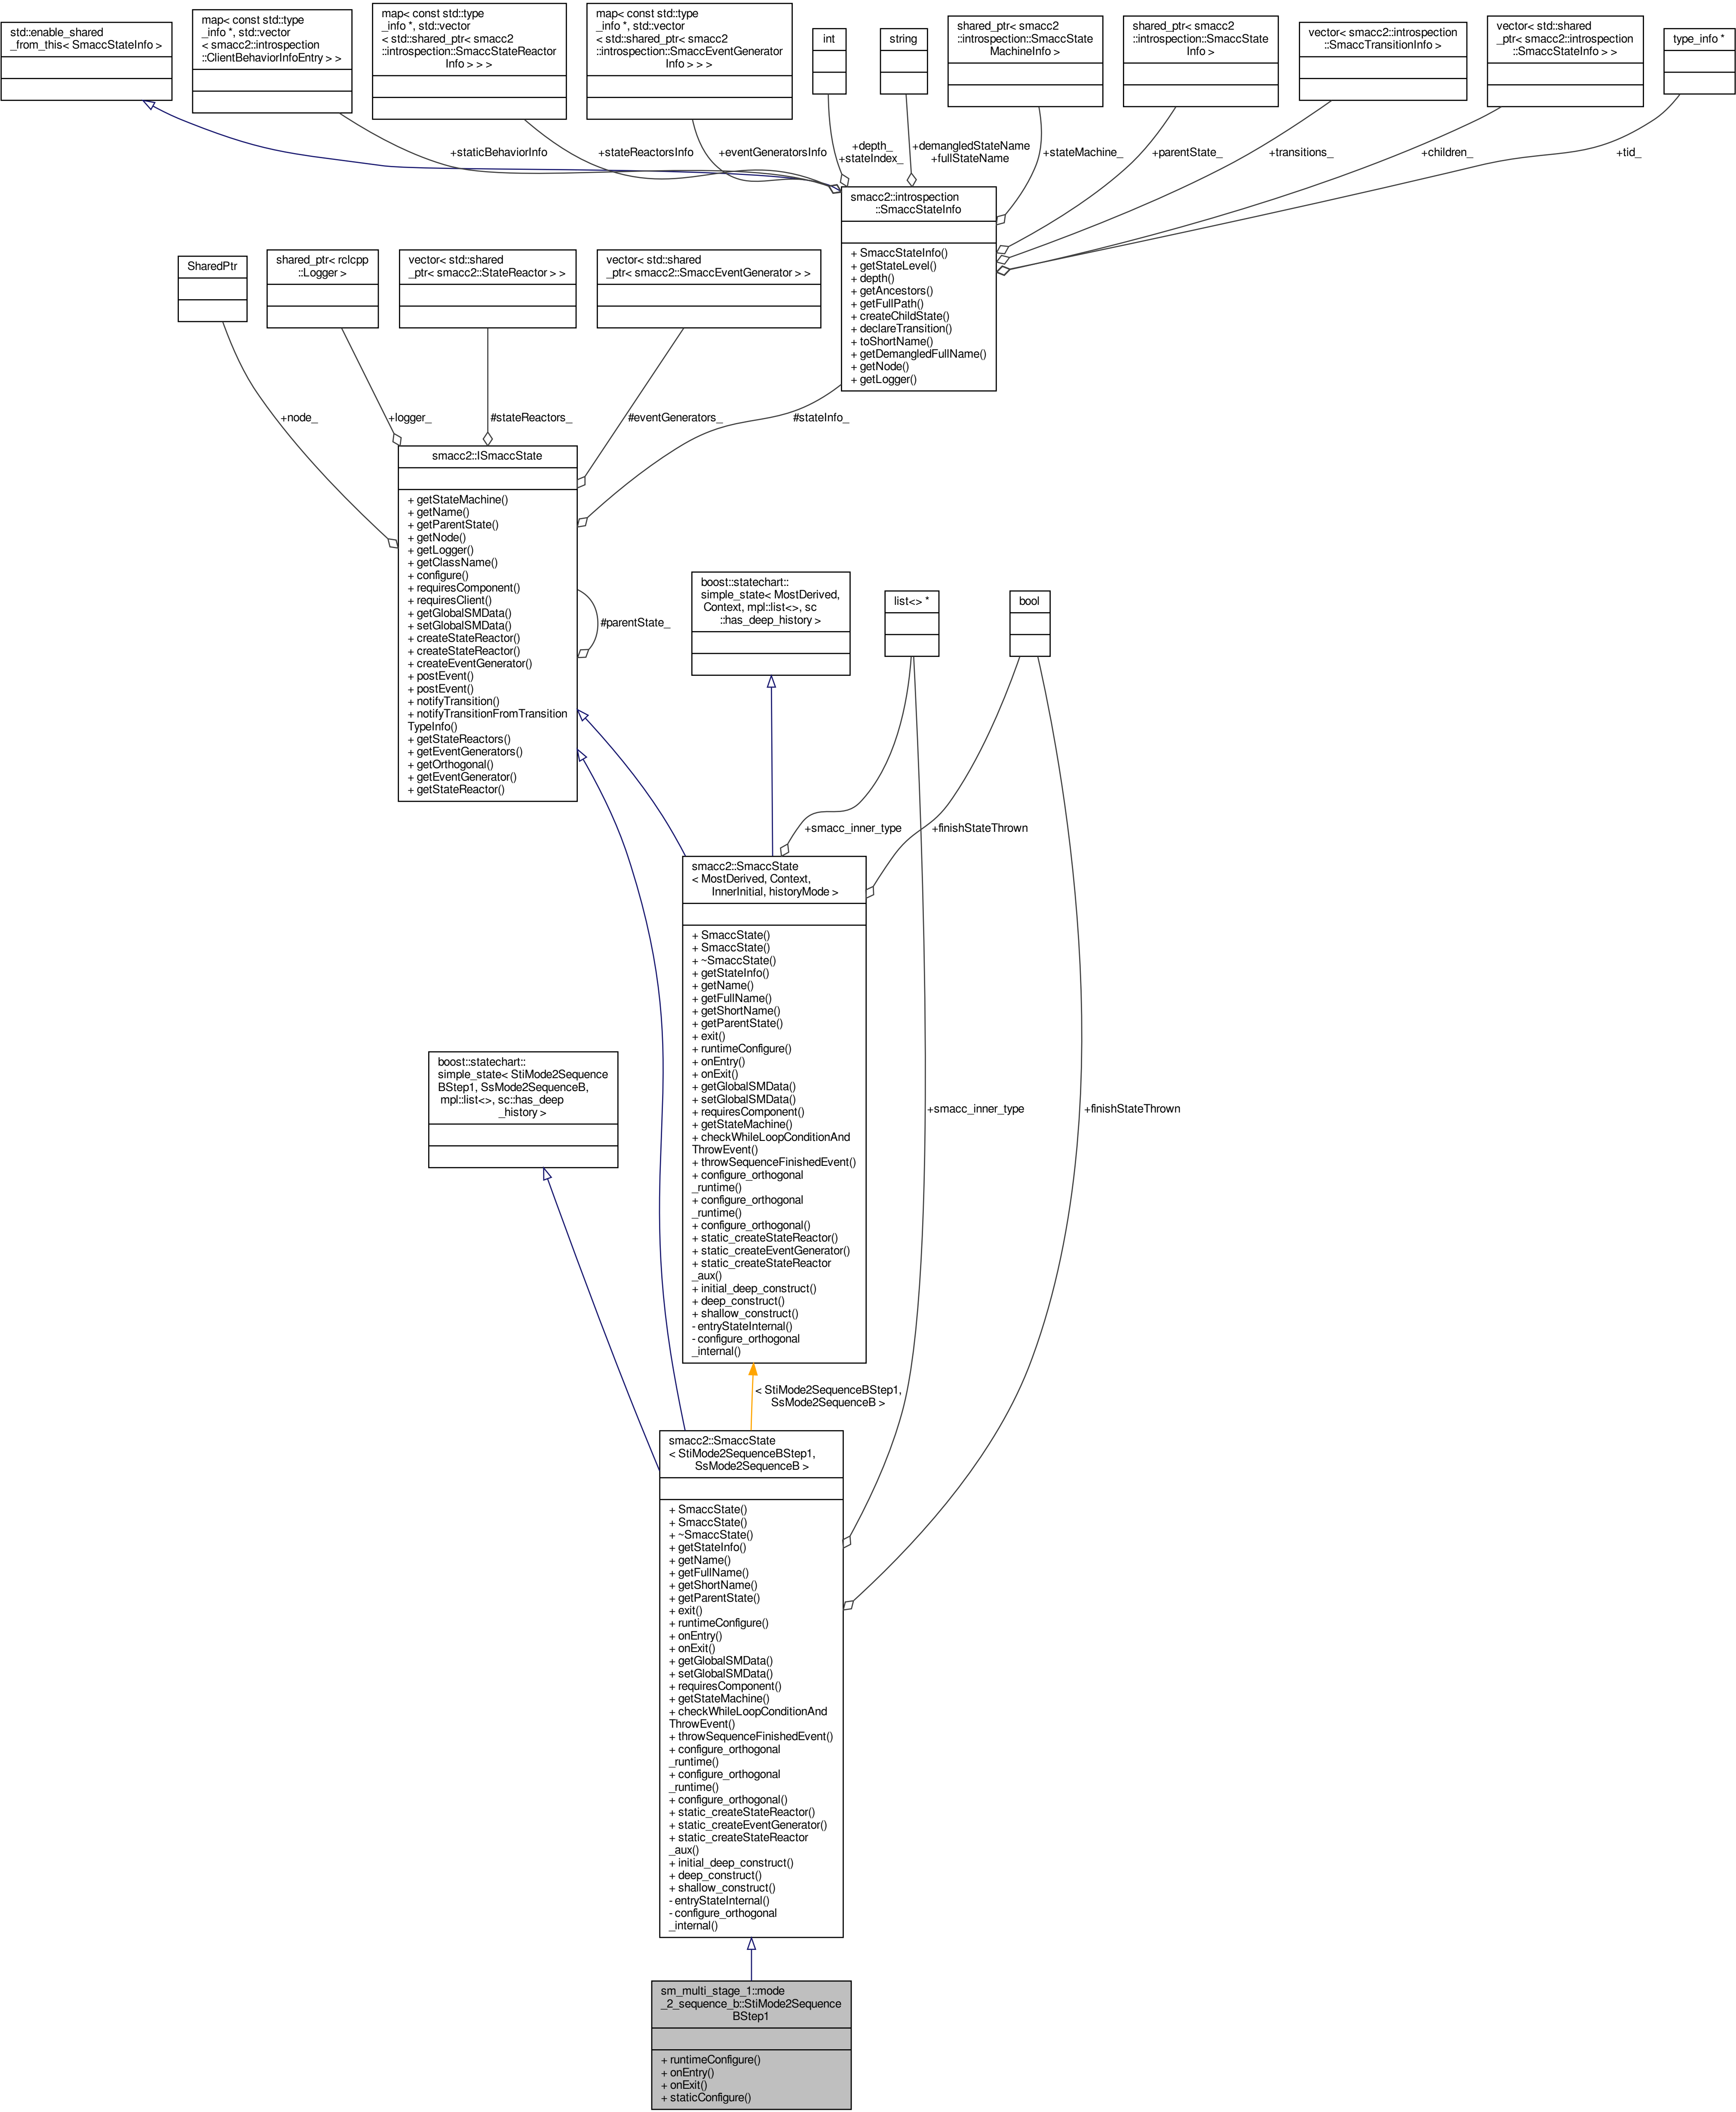 std::enable_shared
_from_this< SmaccStateInfo >
map< const std::type
_info *, std::vector
< smacc2::introspection
::ClientBehaviorInfoEntry > >
map< const std::type
_info *, std::vector
< std::shared_ptr< smacc2
::introspection::SmaccStateReactor
Info > > >
map< const std::type
_info *, std::vector
< std::shared_ptr< smacc2
::introspection::SmaccEventGenerator
Info > > >
int
string
shared_ptr< smacc2
::introspection::SmaccState
MachineInfo >
shared_ptr< smacc2
::introspection::SmaccState
Info >
vector< smacc2::introspection
::SmaccTransitionInfo >
vector< std::shared
_ptr< smacc2::introspection
::SmaccStateInfo > >
type_info *
+staticBehaviorInfo
+stateReactorsInfo
+eventGeneratorsInfo
+depth_
+stateIndex_
+demangledStateName
+fullStateName
+stateMachine_
+parentState_
+transitions_
+children_
+tid_
smacc2::introspection
::SmaccStateInfo
+ SmaccStateInfo()
+ getStateLevel()
+ depth()
+ getAncestors()
+ getFullPath()
+ createChildState()
+ declareTransition()
+ toShortName()
+ getDemangledFullName()
+ getNode()
+ getLogger()
SharedPtr
shared_ptr< rclcpp
::Logger >
vector< std::shared
_ptr< smacc2::StateReactor > >
vector< std::shared
_ptr< smacc2::SmaccEventGenerator > >
+node_
+logger_
#stateReactors_
#eventGenerators_
#stateInfo_
smacc2::ISmaccState
+ getStateMachine()
+ getName()
+ getParentState()
+ getNode()
+ getLogger()
+ getClassName()
+ configure()
+ requiresComponent()
+ requiresClient()
+ getGlobalSMData()
+ setGlobalSMData()
+ createStateReactor()
+ createStateReactor()
+ createEventGenerator()
+ postEvent()
+ postEvent()
+ notifyTransition()
+ notifyTransitionFromTransition
TypeInfo()
+ getStateReactors()
+ getEventGenerators()
+ getOrthogonal()
+ getEventGenerator()
+ getStateReactor()
#parentState_
boost::statechart::
simple_state< MostDerived,
Context, mpl::list<>, sc
::has_deep_history >
list<> *
bool
+smacc_inner_type
+finishStateThrown
smacc2::SmaccState
< MostDerived, Context,
InnerInitial, historyMode >
+ SmaccState()
+ SmaccState()
+ ~SmaccState()
+ getStateInfo()
+ getName()
+ getFullName()
+ getShortName()
+ getParentState()
+ exit()
+ runtimeConfigure()
+ onEntry()
+ onExit()
+ getGlobalSMData()
+ setGlobalSMData()
+ requiresComponent()
+ getStateMachine()
+ checkWhileLoopConditionAnd
ThrowEvent()
+ throwSequenceFinishedEvent()
+ configure_orthogonal
_runtime()
+ configure_orthogonal
_runtime()
+ configure_orthogonal()
+ static_createStateReactor()
+ static_createEventGenerator()
+ static_createStateReactor
_aux()
+ initial_deep_construct()
+ deep_construct()
+ shallow_construct()
- entryStateInternal()
- configure_orthogonal
_internal()
boost::statechart::
simple_state< StiMode2Sequence
BStep1, SsMode2SequenceB,
mpl::list<>, sc::has_deep
_history >
+smacc_inner_type
+finishStateThrown
< StiMode2SequenceBStep1,
SsMode2SequenceB >
smacc2::SmaccState
< StiMode2SequenceBStep1,
SsMode2SequenceB >
+ SmaccState()
+ SmaccState()
+ ~SmaccState()
+ getStateInfo()
+ getName()
+ getFullName()
+ getShortName()
+ getParentState()
+ exit()
+ runtimeConfigure()
+ onEntry()
+ onExit()
+ getGlobalSMData()
+ setGlobalSMData()
+ requiresComponent()
+ getStateMachine()
+ checkWhileLoopConditionAnd
ThrowEvent()
+ throwSequenceFinishedEvent()
+ configure_orthogonal
_runtime()
+ configure_orthogonal
_runtime()
+ configure_orthogonal()
+ static_createStateReactor()
+ static_createEventGenerator()
+ static_createStateReactor
_aux()
+ initial_deep_construct()
+ deep_construct()
+ shallow_construct()
- entryStateInternal()
- configure_orthogonal
_internal()
sm_multi_stage_1::mode
_2_sequence_b::StiMode2Sequence
BStep1
+ runtimeConfigure()
+ onEntry()
+ onExit()
+ staticConfigure()